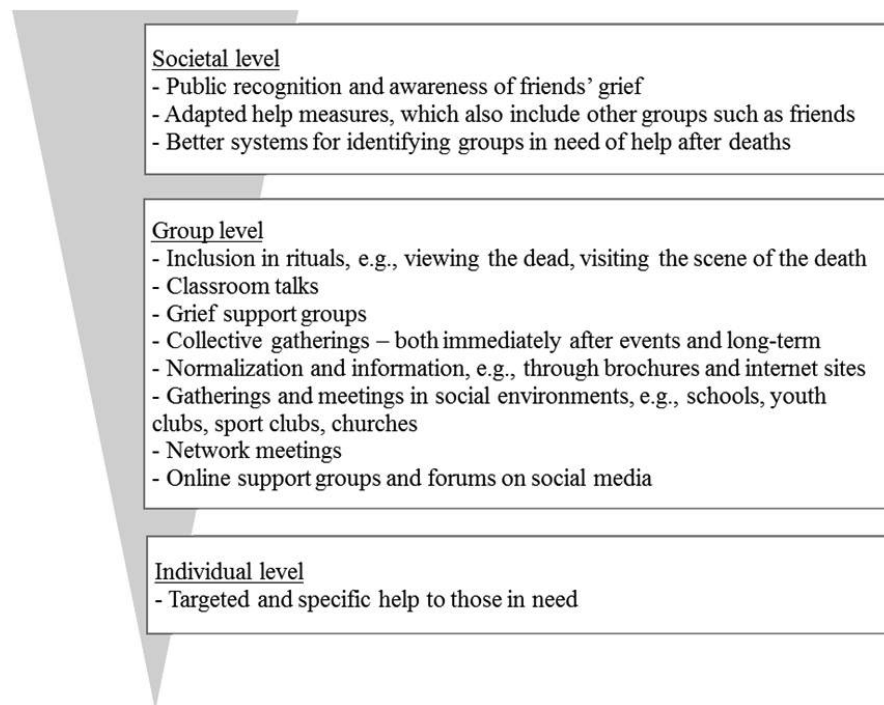 Societal level
- Public recognition and awareness of friends’ grief
- Adapted help measures, which also include other groups such as friends
- Better systems for identifying groups in need of help after deaths
Group level
- Inclusion in rituals, e.g., viewing the dead, visiting the scene of the death
- Classroom talks
- Grief support groups
- Collective gatherings – both immediately after events and long-term
- Normalization and information, e.g., through brochures and internet sites
- Gatherings and meetings in social environments, e.g., schools, youth
clubs, sport clubs, churches
- Network meetings
- Online support groups and forums on social media
Individual level
- Targeted and specific help to those in need